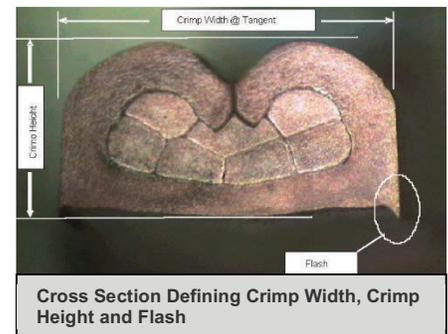 Crimp Width @ Tangent
Crimp Height
Flash
Cross Section Defining Crimp Width, Crimp
Height and Flash